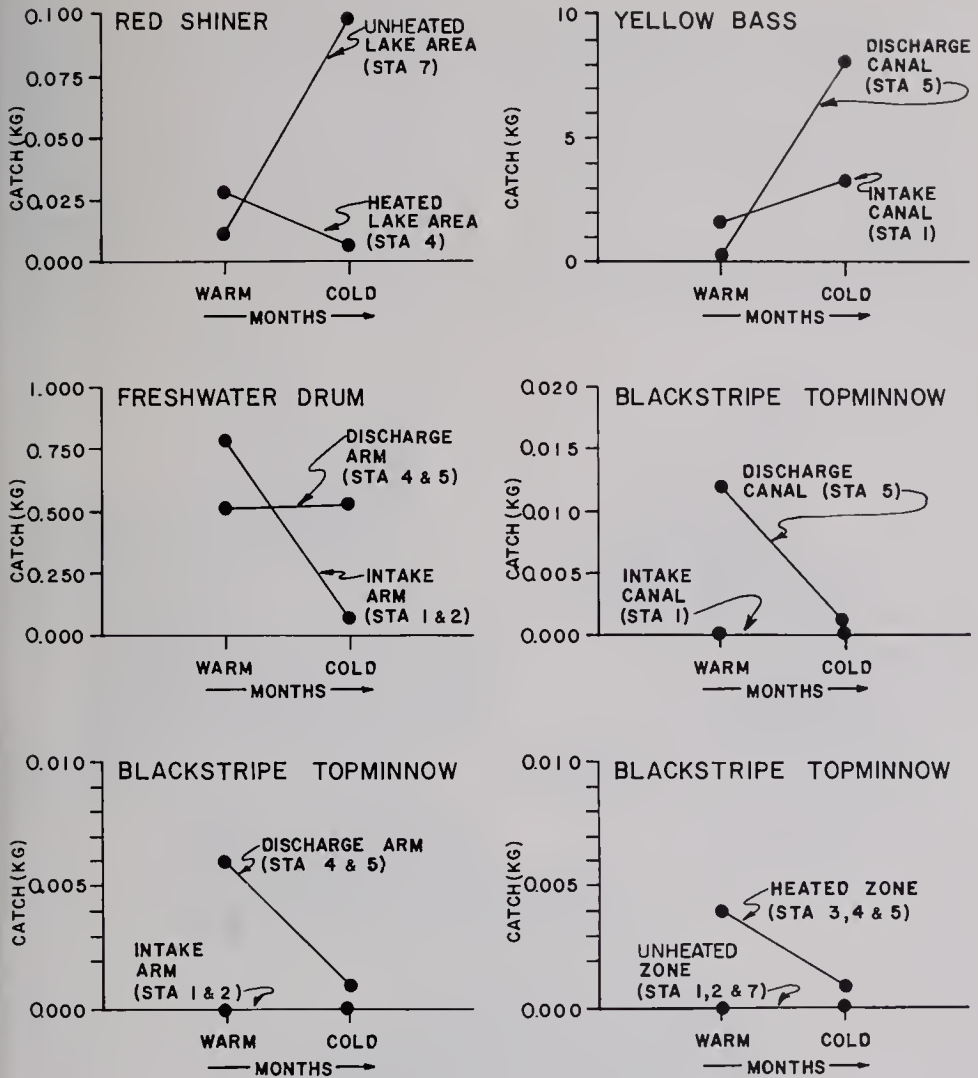 RED SHINER
CATCH (KG)
0.100
0.075
0.050
0.025
0.000
UNHEATED
LAKE AREA
(STA 7)
HEATED
LAKE AREA
(STA 4)
WARM COLD
MONTHS
YELLOW BASS
CATCH (KG)
10
5
0
DISCHARGE
CANAL
(STA 5)
INTAKE
CANAL
(STA 1)
WARM COLD
MONTHS
FRESHWATER DRUM
CATCH (KG)
1.000
0.750
0.500
0.250
0.000
DISCHARGE
ARM
(STA 4 & 5)
INTAKE
ARM
(STA 1 & 2)
WARM COLD
MONTHS
BLACKSTRIPE TOPMINNOW
CATCH (KG)
0.020
0.015
0.010
0.005
0.000
DISCHARGE
CANAL (STA 5)
INTAKE
CANAL
(STA 1)
WARM COLD
MONTHS
BLACKSTRIPE TOPMINNOW
CATCH (KG)
0.010
0.005
0.000
DISCHARGE ARM
(STA 4 & 5)
INTAKE
ARM
(STA 1 & 2)
WARM COLD
MONTHS
BLACKSTRIPE TOPMINNOW
CATCH (KG)
0.010
0.005
0.000
HEATED ZONE
(STA 3,4 & 5)
UNHEATED
ZONE
(STA 1,2 & 7)
WARM COLD
MONTHS